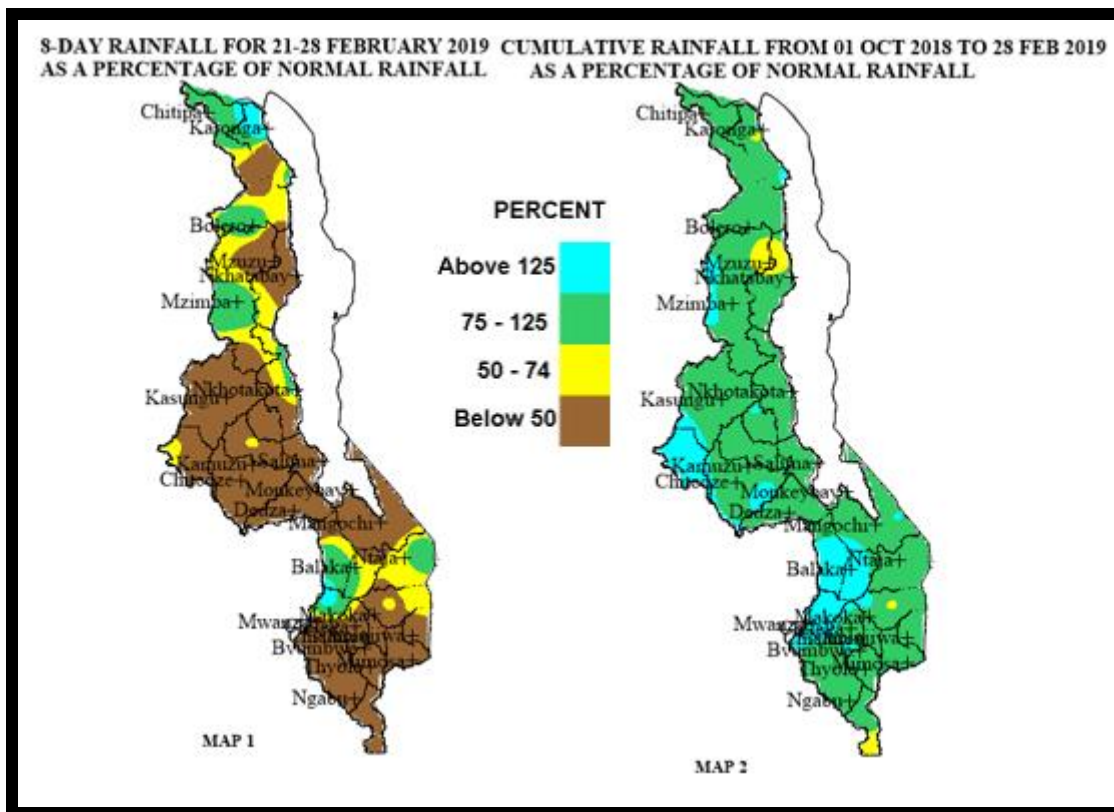 8-DAY RAINFALL FOR 21-28 FEBRUARY 2019
AS A PERCENTAGE OF NORMAL RAINFALL
CUMULATIVE RAINFALL FROM 01 OCT 2018 TO 28 FEB 2019
AS A PERCENTAGE OF NORMAL RAINFALL
Chitipa
Karonga
Bolero
Mzuzu
Nkhatabay
Mzimba
Nkhotakota
Kasungu
Kamuzu
Salima
Chitedze
Monkeybay
Dedza
Mangochi
Ntaja
Balaka
Makoka
Mwanza
Bvumbwe
Mimosa
Thyolo
Ngabu
MAP 1
PERCENT
Above 125
75 - 125
50 - 74
Below 50
Chitipa
Karonga
Bolero
Mzuzu
Nkhatabay
Mzimba
Nkhotakota
Kasungu
Kamuzu
Salima
Chitedze
Monkeybay
Dedza
Mangochi
Ntaja
Balaka
Makoka
Mwanza
Bvumbwe
Mimosa
Thyolo
Ngabu
MAP 2